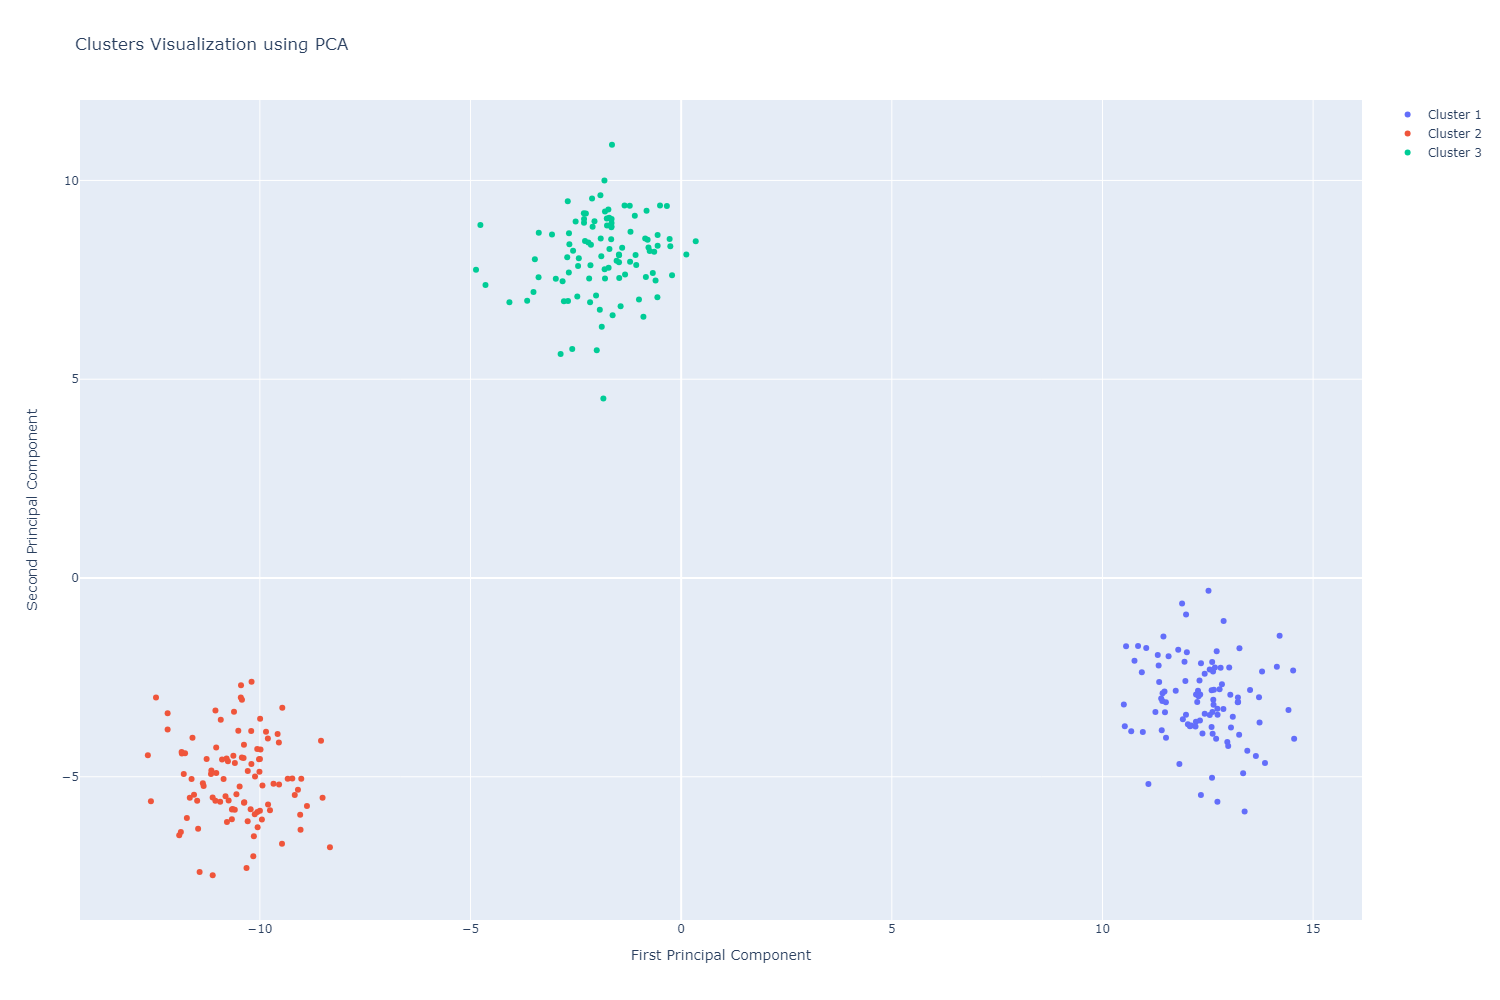 Clusters Visualization using PCA
Cluster 1
Cluster 2
Cluster 3
10
5
0
−5
Second Principal Component
−10 −5 0 5 10 15
First Principal Component